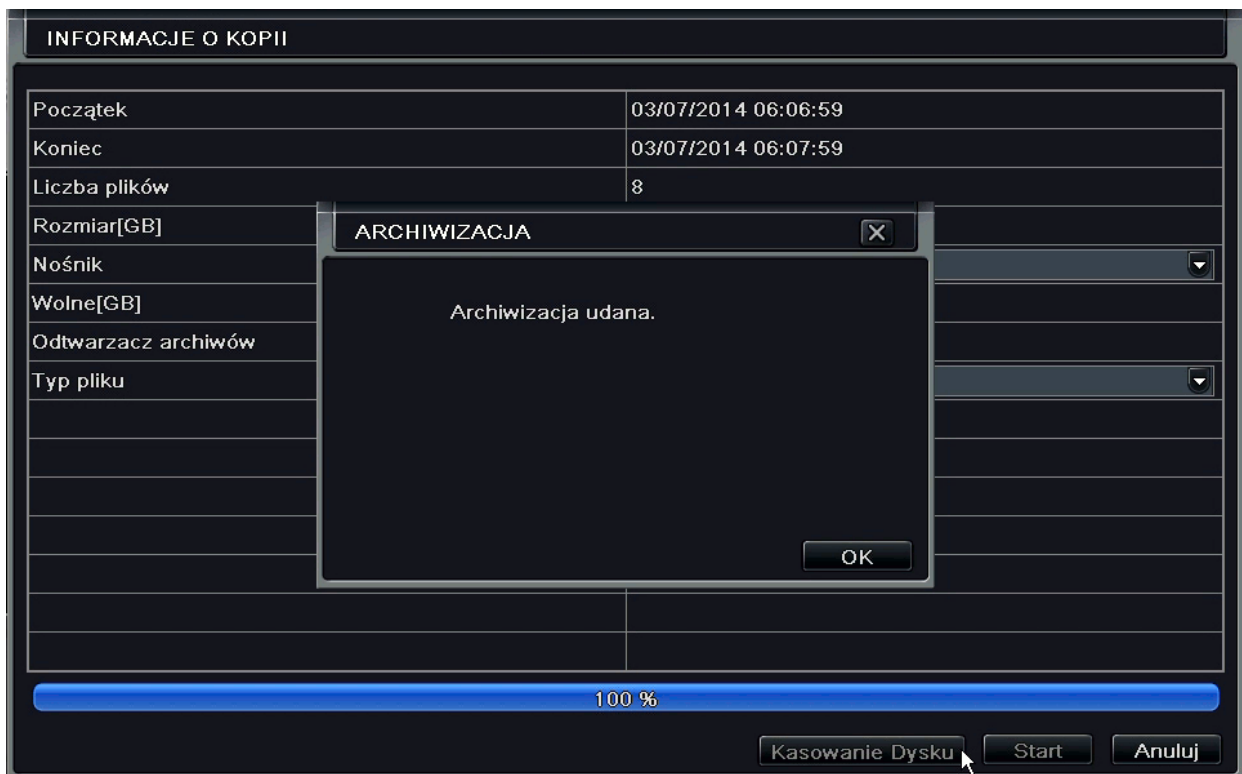 INFORMACJE O KOPII
Początek 03/07/2014 06:06:59
Koniec 03/07/2014 06:07:59
Liczba plików 8
Rozmiar[GB]
Nośnik
Wolne[GB]
Odtwarzacz archiwów
Typ pliku
ARCHIWIZACJA
Archiwizacja udana.
OK
100 %
Kasowanie Dysku Start Anuluj